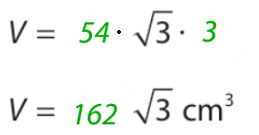 V = 54 · √3 · 3
V = 162 √3 cm³